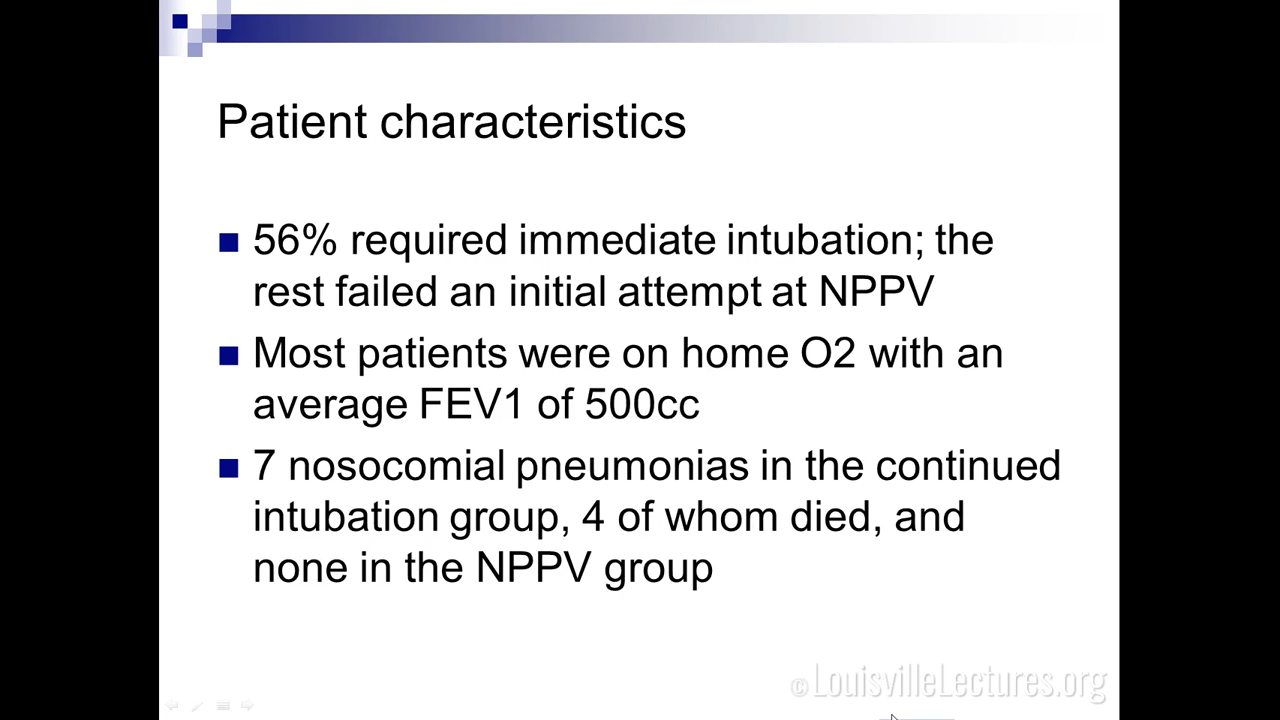 Patient characteristics
56% required immediate intubation; the
rest failed an initial attempt at NPPV
Most patients were on home O2 with an
average FEV1 of 500cc
7 nosocomial pneumonias in the continued
intubation group, 4 of whom died, and
none in the NPPV group
©LouisvilleLectures.org